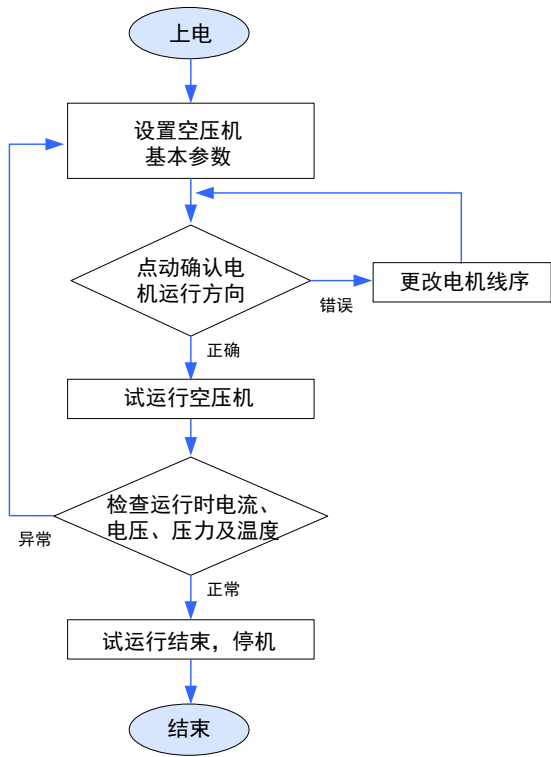 上电
设置空压机
基本参数
点动确认电
机运行方向
错误
更改电机线序
正确
试运行空压机
检查运行时电流、
电压、压力及温度
异常
正常
试运行结束，停机
结束